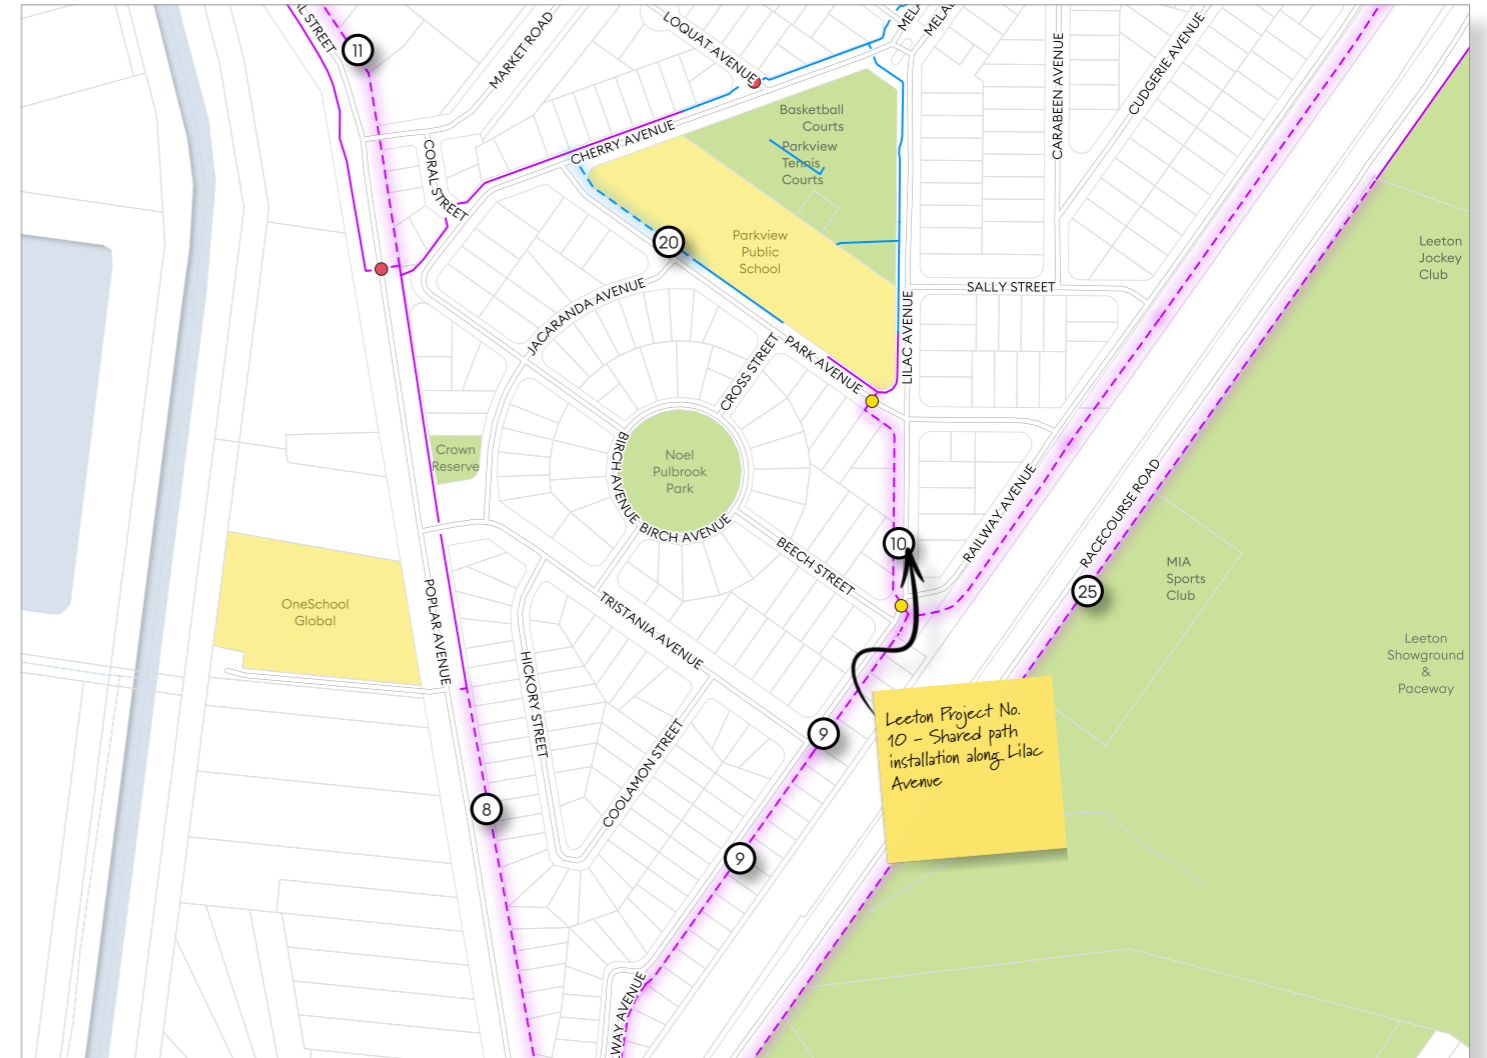 AL STREET
11
MARKET ROAD
LOQUAT AVENUE
CARABEEN AVENUE
CUDGERIE AVENUE
Basketball
Courts
Parkview
Tennis
Courts
CHERRY AVENUE
CORAL STREET
20
Parkview
Public
School
Leeton
Jockey
Club
SALLY STREET
JACARANDA AVENUE
LILAC AVENUE
CROSS STREET
PARK AVENUE
Crown
Reserve
Noel
Pulbrook
Park
BIRCH AVENUE
BIRCH AVENUE
BEECH STREET
10
RAILWAY AVENUE
RACECOURSE ROAD
25
MIA
Sports
Club
OneSchool
Global
POPLAR AVENUE
TRISTANIA AVENUE
HICKORY STREET
Leeton
Showground
&
Paceway
9
Leeton Project No.
10 - Shared path
installation along Lilac
Avenue
COOLAMON STREET
8
9
WAY AVENUE